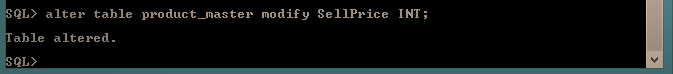 SQL> alter table product_master modify SellPrice INT;
Table altered.
SQL>